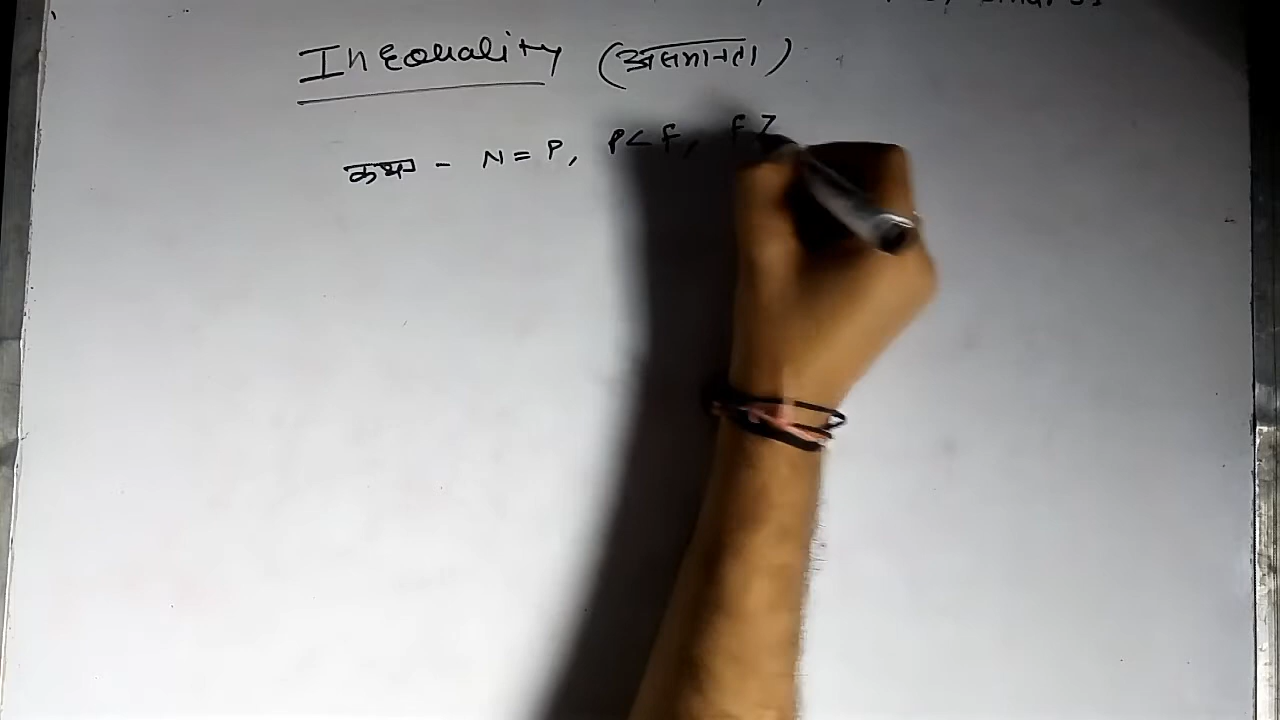 Inequality (असमानता)
कथन - N = P, P < F, F